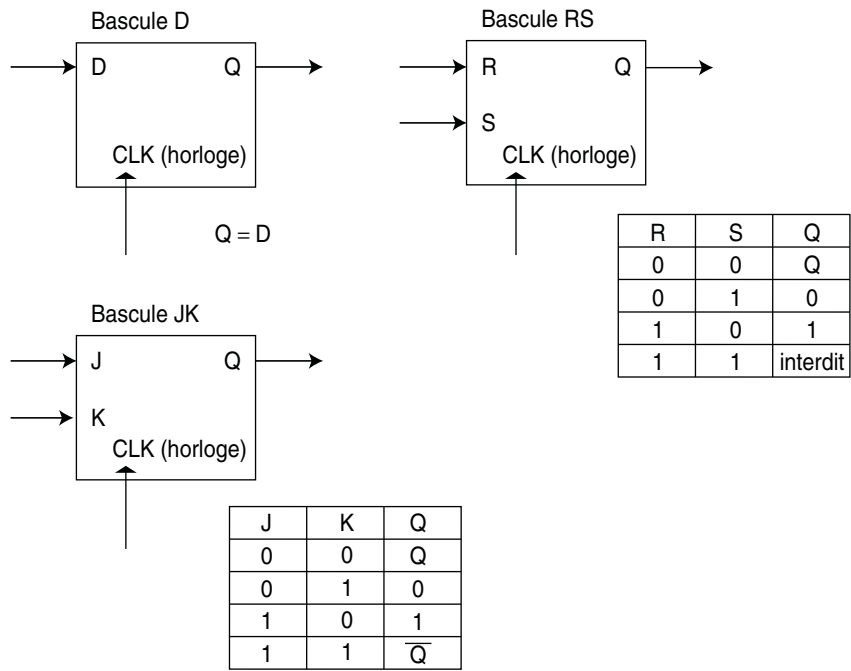 Bascule D
D Q
CLK (horloge)
Q = D
Bascule RS
R Q
S
CLK (horloge)
R S Q
0 0 Q
0 1 0
1 0 1
1 1 interdit
Bascule JK
J Q
K
CLK (horloge)
J K Q
0 0 Q
0 1 0
1 0 1
1 1 Q̅